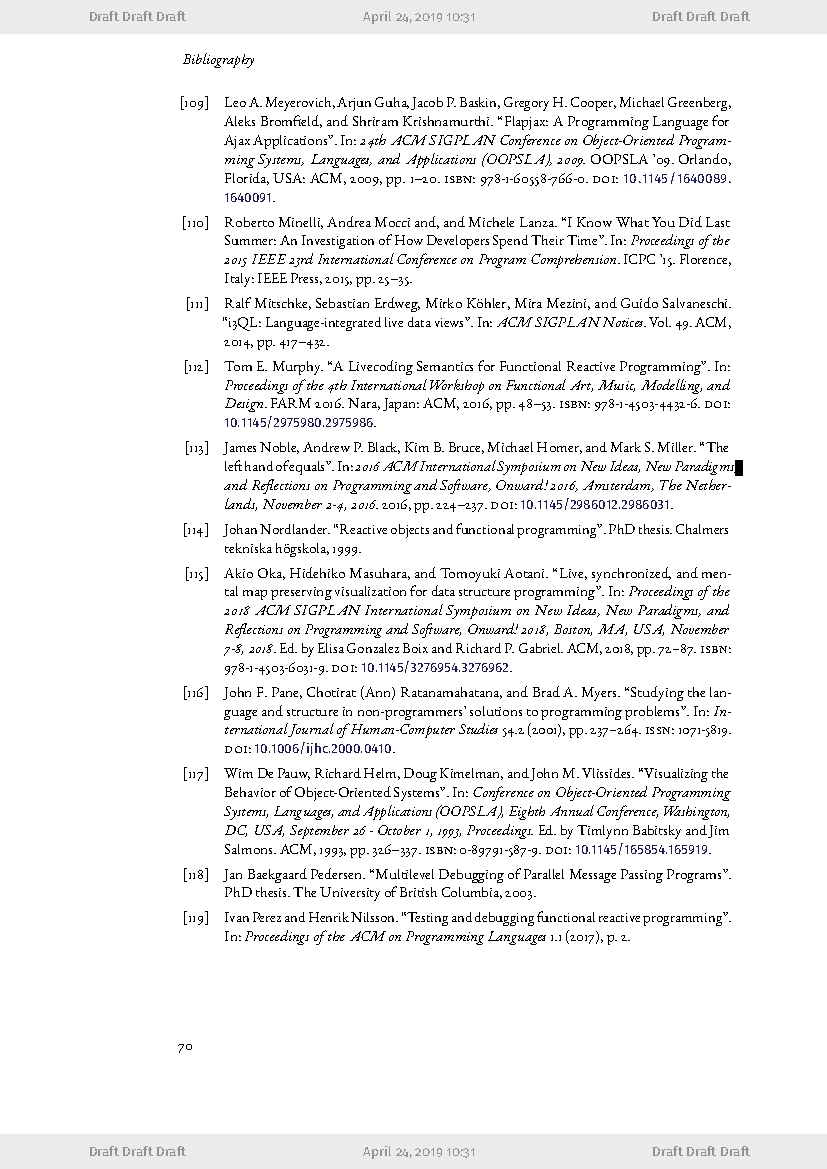 Draft Draft Draft April 24, 2019 10:31 Draft Draft Draft
Bibliography
[109] Leo A. Meyerovich, Arjun Guha, Jacob P. Baskin, Gregory H. Cooper, Michael Greenberg,
Aleks Bromfield, and Shriram Krishnamurthi. “Flapjax: A Programming Language for
Ajax Applications”. In: 24th ACM SIGPLAN Conference on Object-Oriented Program-
ming Systems, Languages, and Applications (OOPSLA), 2009. OOPSLA ’09. Orlando,
Florida, USA: ACM, 2009, pp. 1–20. ISBN: 978-1-60558-766-0. DOI: 10.1145/1640089.
1640091.
[110] Roberto Minelli, Andrea Mocci and, and Michele Lanza. “I Know What You Did Last
Summer: An Investigation of How Developers Spend Their Time”. In: Proceedings of the
2015 IEEE 23rd International Conference on Program Comprehension. ICPC ’15. Florence,
Italy: IEEE Press, 2015, pp. 25–35.
[111] Ralf Mitschke, Sebastian Erdweg, Mirko Köhler, Mira Mezini, and Guido Salvaneschi.
“i3QL: Language-integrated live data views”. In: ACM SIGPLAN Notices. Vol. 49. ACM,
2014, pp. 417–432.
[112] Tom E. Murphy. “A Livecoding Semantics for Functional Reactive Programming”. In:
Proceedings of the 4th International Workshop on Functional Art, Music, Modelling, and
Design. FARM 2016. Nara, Japan: ACM, 2016, pp. 48–53. ISBN: 978-1-4503-4432-6. DOI:
10.1145/2975980.2975986.
[113] James Noble, Andrew P. Black, Kim B. Bruce, Michael Homer, and Mark S. Miller. “The
left hand of equals”. In: 2016 ACM International Symposium on New Ideas, New Paradigms,
and Reflections on Programming and Software, Onward! 2016, Amsterdam, The Nether-
lands, November 2-4, 2016. 2016, pp. 224–237. DOI: 10.1145/2986012.2986031.
[114] Johan Nordlander. “Reactive objects and functional programming”. PhD thesis. Chalmers
tekniska högskola, 1999.
[115] Akio Oka, Hidehiko Masuhara, and Tomoyuki Aotani. “Live, synchronized, and men-
tal map preserving visualization for data structure programming”. In: Proceedings of the
2018 ACM SIGPLAN International Symposium on New Ideas, New Paradigms, and
Reflections on Programming and Software, Onward! 2018, Boston, MA, USA, November
7-8, 2018. Ed. by Elisa Gonzalez Boix and Richard P. Gabriel. ACM, 2018, pp. 72–87. ISBN:
978-1-4503-6031-9. DOI: 10.1145/3276954.3276962.
[116] John F. Pane, Chotirat (Ann) Ratanamahatana, and Brad A. Myers. “Studying the lan-
guage and structure in non-programmers’ solutions to programming problems”. In: In-
ternational Journal of Human-Computer Studies 54.2 (2001), pp. 237–264. ISSN: 1071-5819.
DOI: 10.1006/ijhc.2000.0410.
[117] Wim De Pauw, Richard Helm, Doug Kimelman, and John M. Vlissides. “Visualizing the
Behavior of Object-Oriented Systems”. In: Conference on Object-Oriented Programming
Systems, Languages, and Applications (OOPSLA), Eighth Annual Conference, Washington,
DC, USA, September 26 - October 1, 1993, Proceedings. Ed. by Timlynn Babitsky and Jim
Salmons. ACM, 1993, pp. 326–337. ISBN: 0-89791-587-9. DOI: 10.1145/165854.165919.
[118] Jan Baekgaard Pedersen. “Multilevel Debugging of Parallel Message Passing Programs”.
PhD thesis. The University of British Columbia, 2003.
[119] Ivan Perez and Henrik Nilsson. “Testing and debugging functional reactive programming”.
In: Proceedings of the ACM on Programming Languages 1.1 (2017), p. 2.
70
Draft Draft Draft April 24, 2019 10:31 Draft Draft Draft